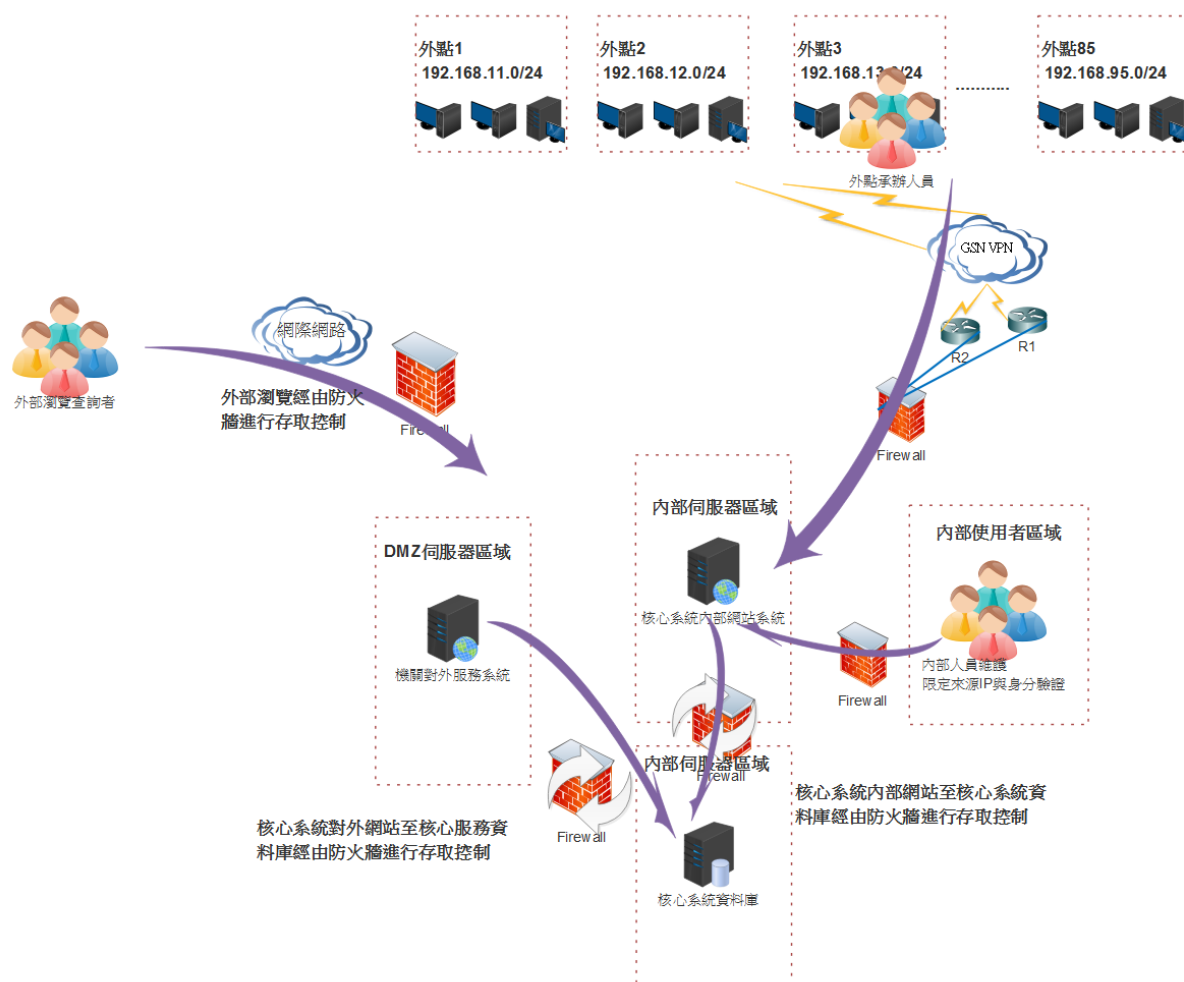 外點1
192.168.11.0/24
外點2
192.168.12.0/24
外點3
192.168.13.0/24
...........
外點85
192.168.95.0/24
外點承辦人員
GSN VPN
R2
R1
Firewall
網際網路
外部瀏覽查詢者
外部瀏覽經由防火
牆進行存取控制
Firewall
內部伺服器區域
核心系統內部網站系統
內部使用者區域
內部人員維護
限定來源IP與身分驗證
Firewall
DMZ伺服器區域
機關對外服務系統
Firewall
內部伺服器區域
Firewall
核心系統資料庫
核心系統內部網站至核心系統資
料庫經由防火牆進行存取控制
核心系統對外網站至核心服務資
料庫經由防火牆進行存取控制